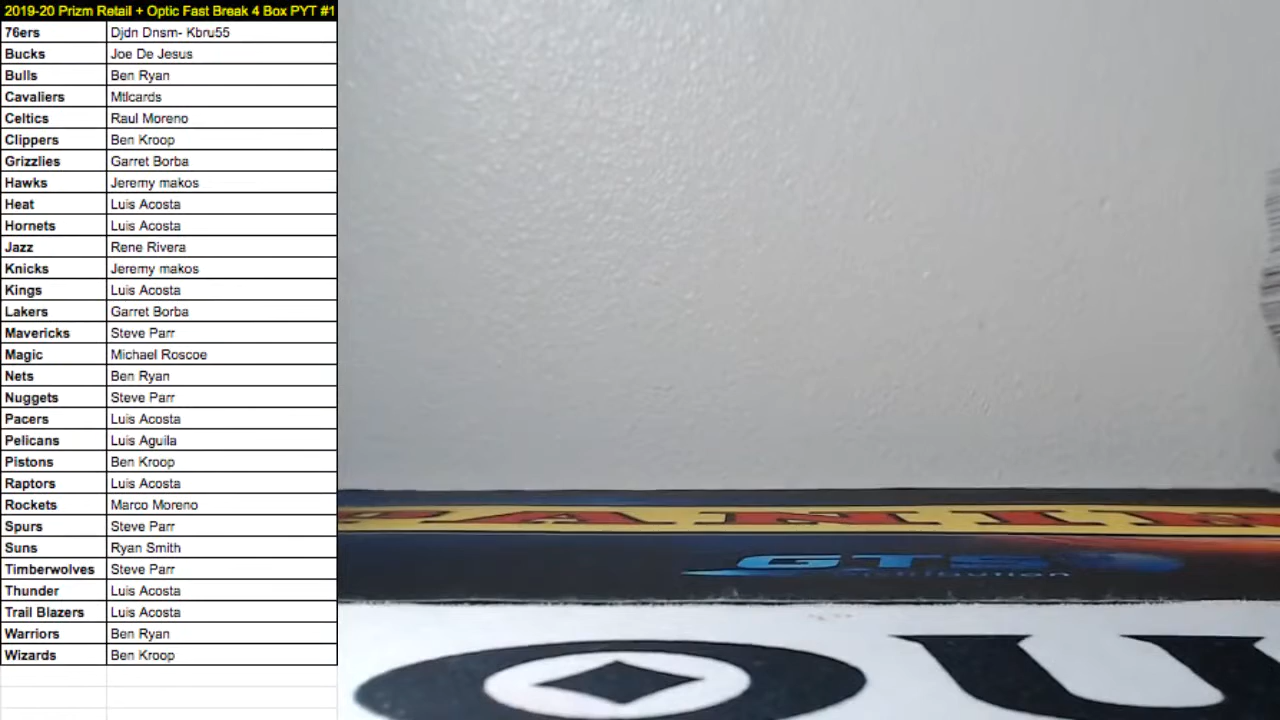 2019-20 Prizm Retail + Optic Fast Break 4 Box PYT #1
76ers Djdn Dnsm- Kbru55
Bucks Joe De Jesus
Bulls Ben Ryan
Cavaliers Mtlcards
Celtics Raul Moreno
Clippers Ben Kroop
Grizzlies Garret Borba
Hawks Jeremy makos
Heat Luis Acosta
Hornets Luis Acosta
Jazz Rene Rivera
Knicks Jeremy makos
Kings Luis Acosta
Lakers Garret Borba
Mavericks Steve Parr
Magic Michael Roscoe
Nets Ben Ryan
Nuggets Steve Parr
Pacers Luis Acosta
Pelicans Luis Aguila
Pistons Ben Kroop
Raptors Luis Acosta
Rockets Marco Moreno
Spurs Steve Parr
Suns Ryan Smith
Timberwolves Steve Parr
Thunder Luis Acosta
Trail Blazers Luis Acosta
Warriors Ben Ryan
Wizards Ben Kroop
PANINI
GTS
Distribution
OU